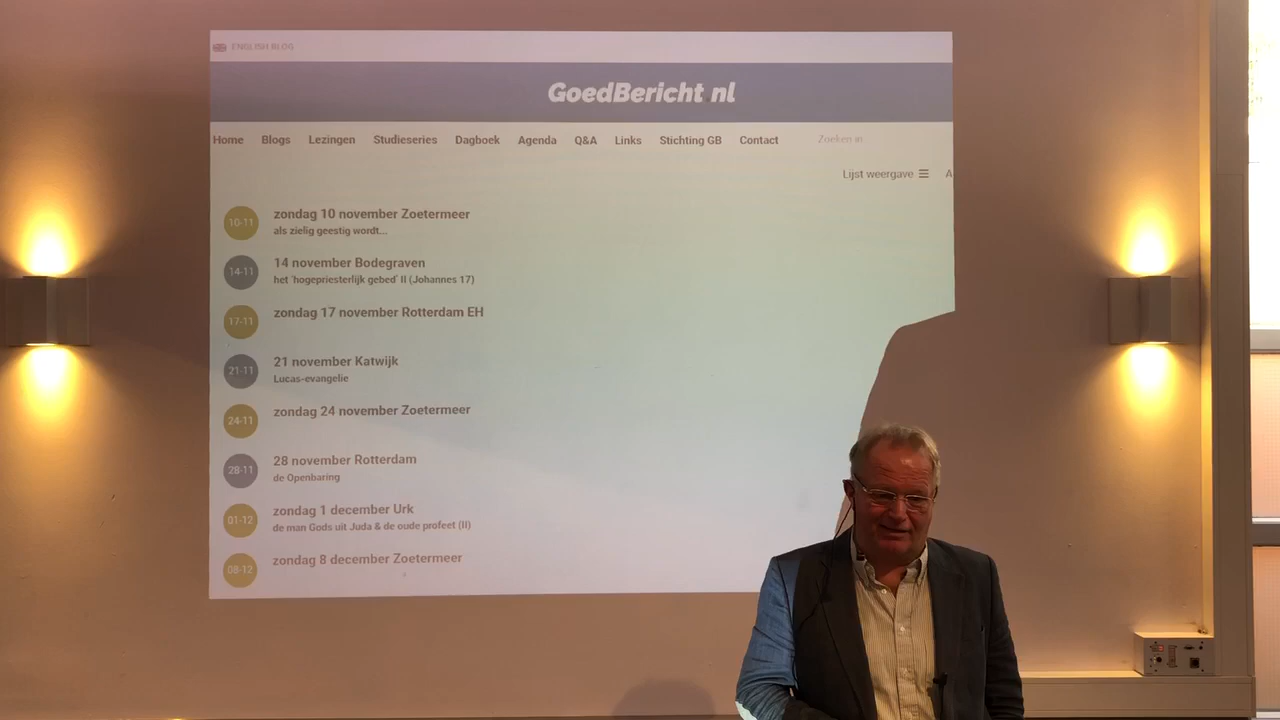 ENGLISH BLOG
GoedBericht.nl
Home Blogs Lezingen Studieseries Dagboek Agenda Q&A Links Stichting GB Contact Zoeken in
Lijst weergave A
10-11 zondag 10 november Zoetermeer
als zielig geestig wordt...
14-11 14 november Bodegraven
het 'hogepriesterlijk gebed' II (Johannes 17)
17-11 zondag 17 november Rotterdam EH
21-11 21 november Katwijk
Lucas-evangelie
24-11 zondag 24 november Zoetermeer
28-11 28 november Rotterdam
de Openbaring
01-12 zondag 1 december Urk
de man Gods uit Juda & de oude profeet (II)
08-12 zondag 8 december Zoetermeer